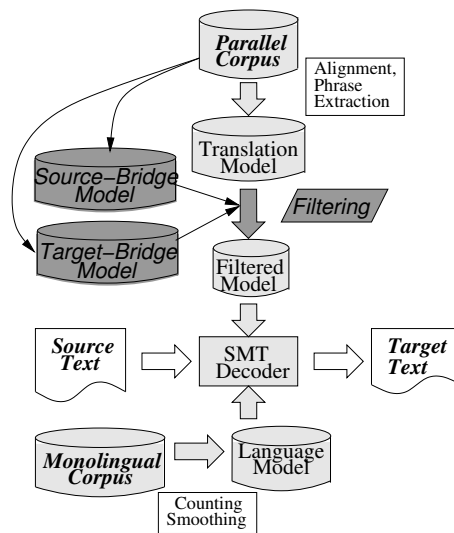 Parallel
Corpus
Alignment,
Phrase
Extraction
Translation
Model
Source–Bridge
Model
Filtering
Target–Bridge
Model
Filtered
Model
Source
Text
SMT
Decoder
Target
Text
Monolingual
Corpus
Language
Model
Counting
Smoothing